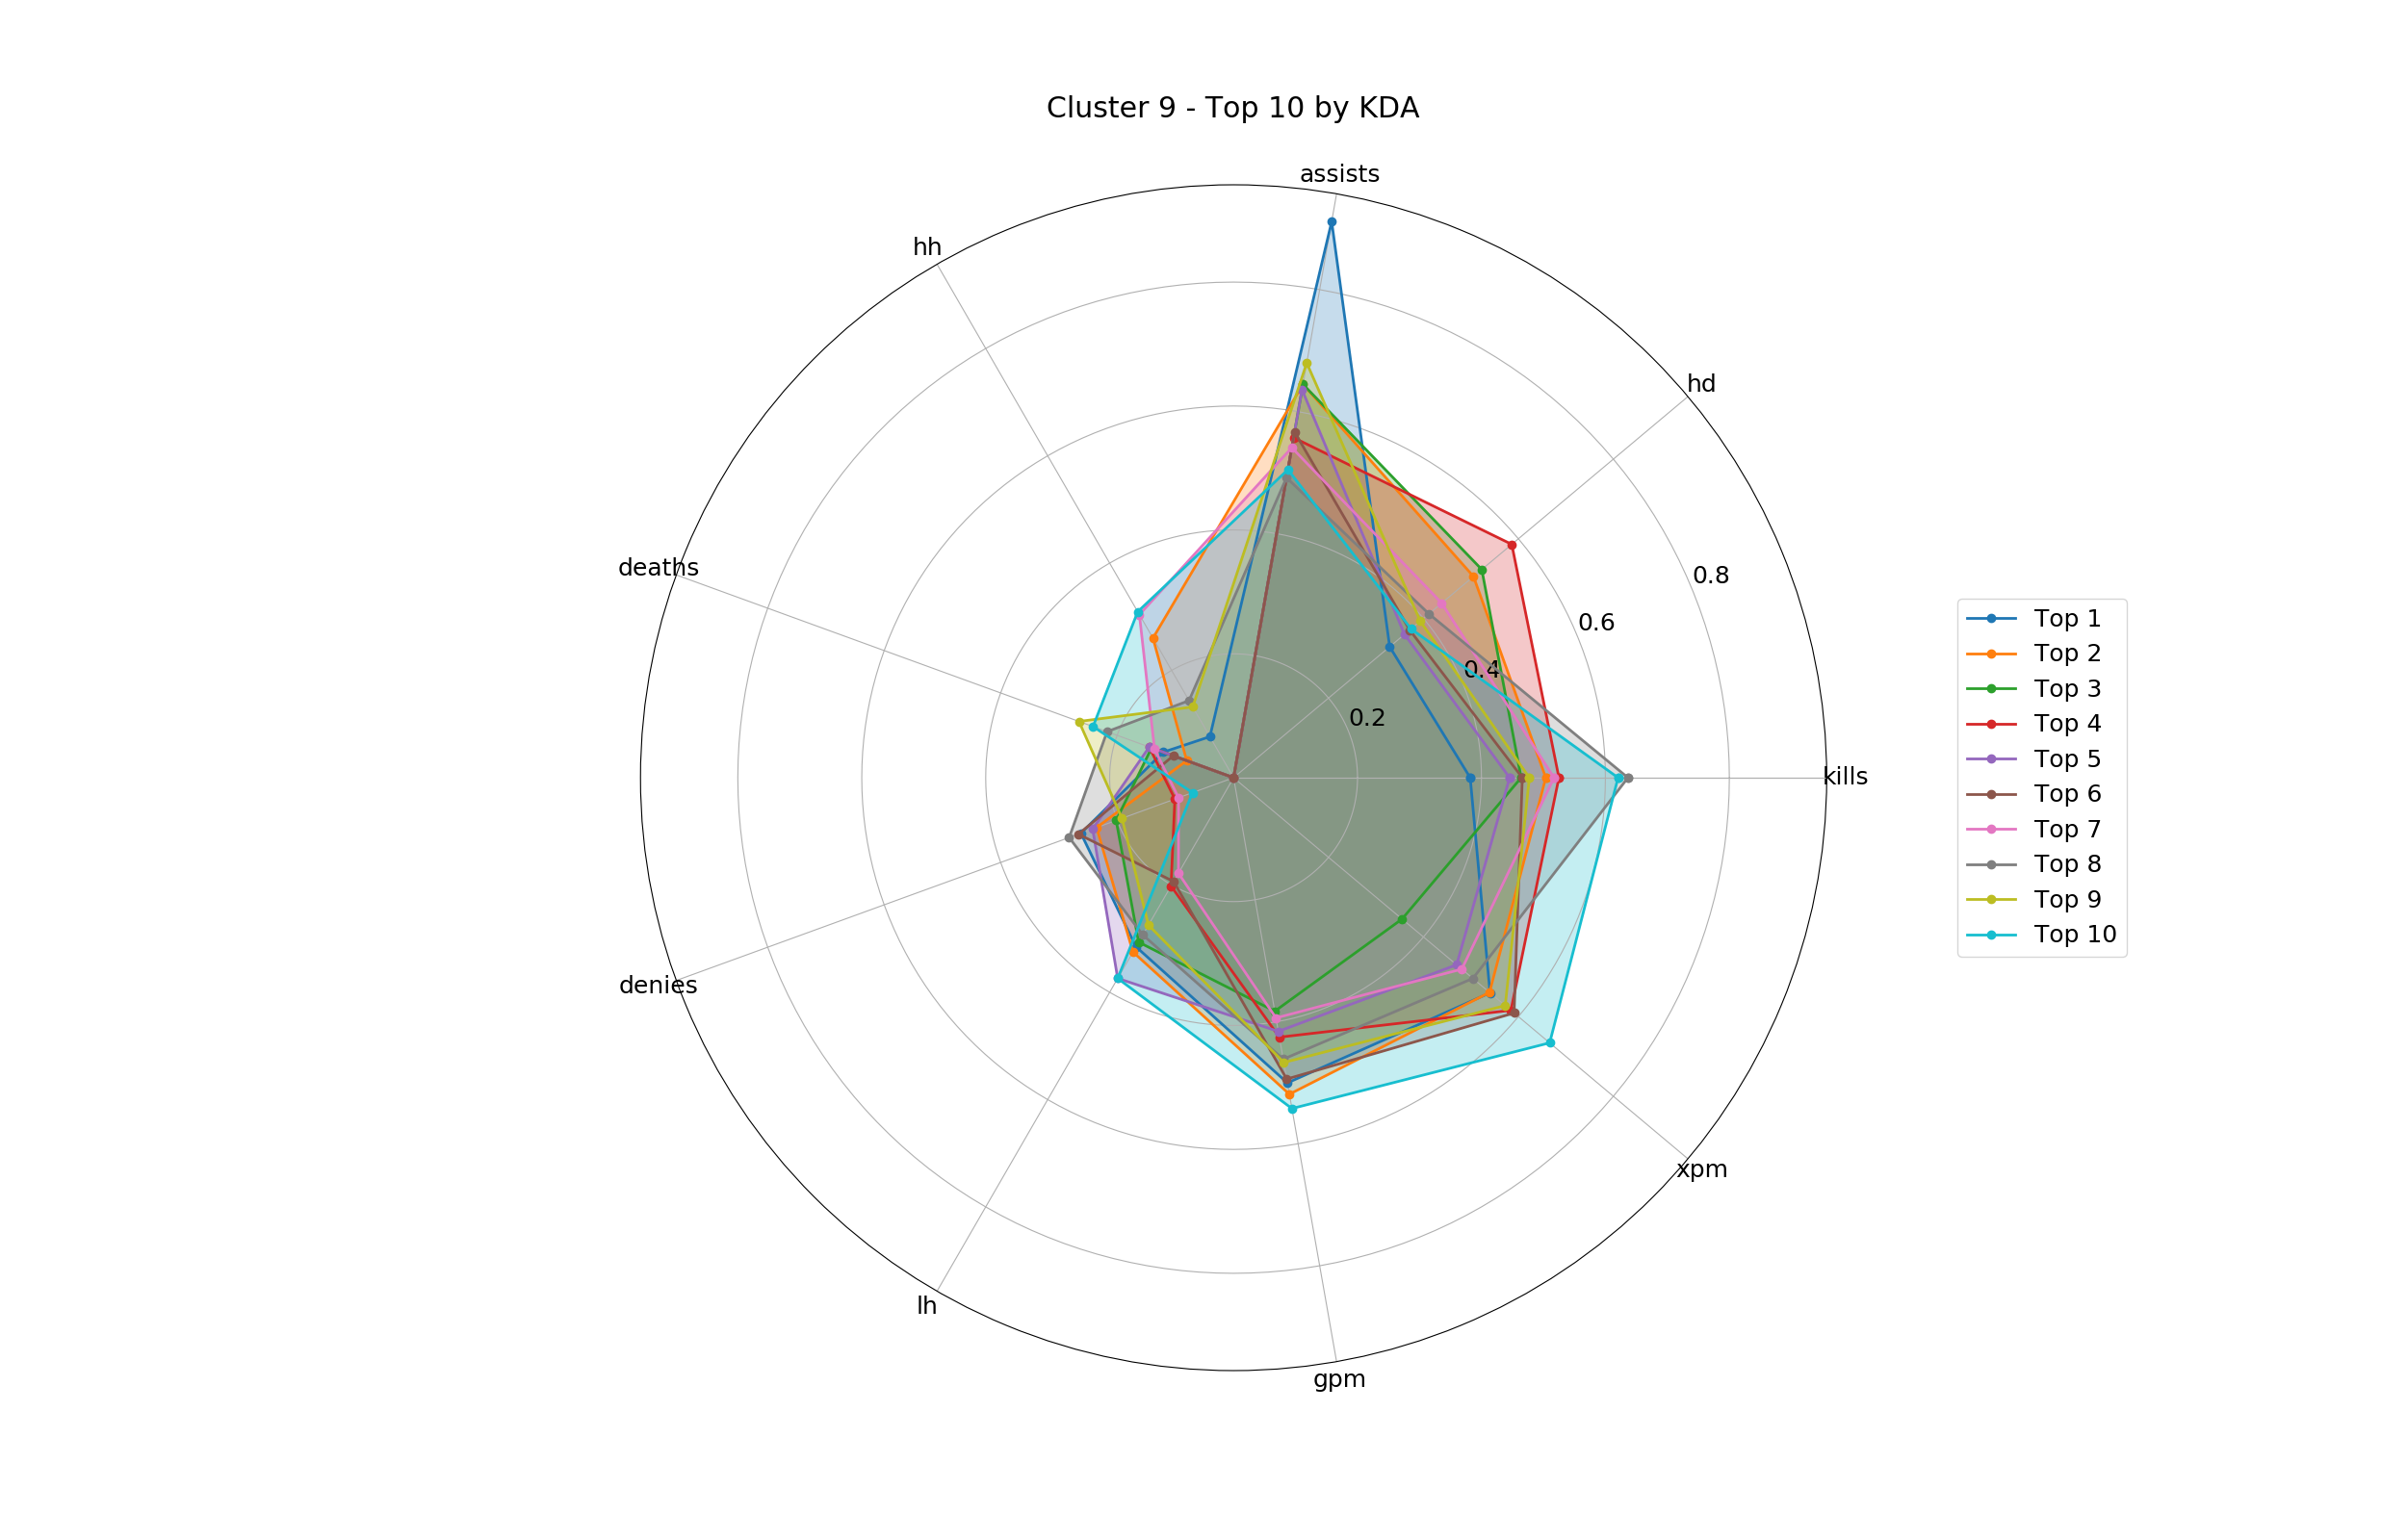 Cluster 9 - Top 10 by KDA
assists
hh
hd
deaths
0.8
0.6
0.4
0.2
kills
Top 1
Top 2
Top 3
Top 4
Top 5
Top 6
Top 7
Top 8
Top 9
Top 10
denies
xpm
lh
gpm